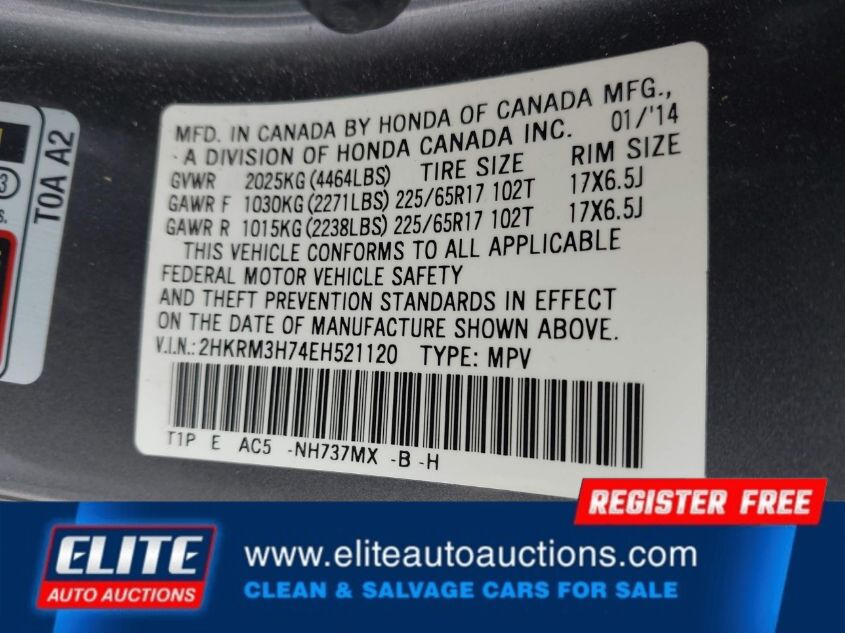 MFD. IN CANADA BY HONDA OF CANADA MFG.,
A DIVISION OF HONDA CANADA INC. 01/'14
GVWR 2025KG (4464LBS) TIRE SIZE RIM SIZE
GAWR F 1030KG (2271LBS) 225/65R17 102T 17X6.5J
GAWR R 1015KG (2238LBS) 225/65R17 102T 17X6.5J
THIS VEHICLE CONFORMS TO ALL APPLICABLE
FEDERAL MOTOR VEHICLE SAFETY
AND THEFT PREVENTION STANDARDS IN EFFECT
ON THE DATE OF MANUFACTURE SHOWN ABOVE.
V.I.N.: 2HKRM3H74EH521120 TYPE: MPV
T1P E AC5 -NH737MX -B -H
T0A A2
3
s.
REGISTER FREE
ELITE
AUTO AUCTIONS
www.eliteautoauctions.com
CLEAN & SALVAGE CARS FOR SALE